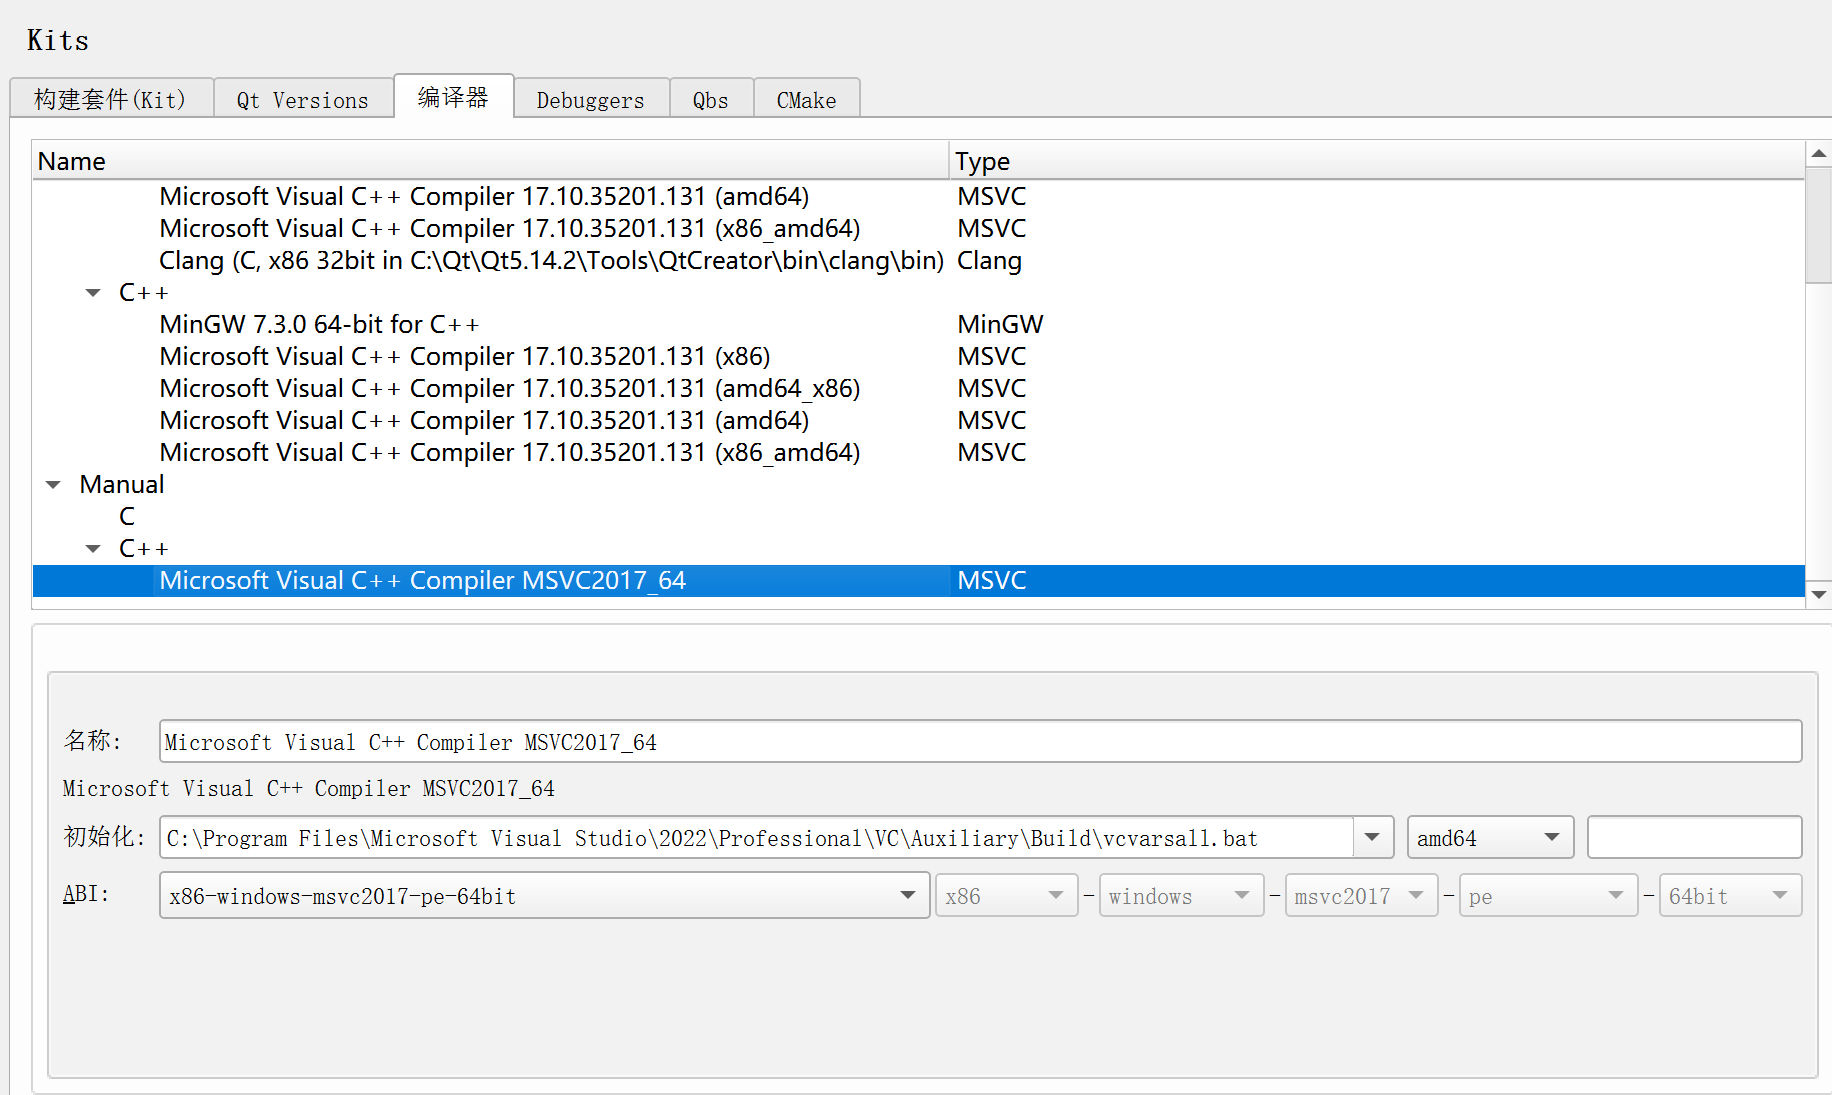 Kits
构建套件(Kit) Qt Versions 编译器 Debuggers Qbs CMake
Name Type
Microsoft Visual C++ Compiler 17.10.35201.131 (amd64) MSVC
Microsoft Visual C++ Compiler 17.10.35201.131 (x86_amd64) MSVC
Clang (C, x86 32bit in C:\Qt\Qt5.14.2\Tools\QtCreator\bin\clang\bin) Clang
C++
MinGW 7.3.0 64-bit for C++ MinGW
Microsoft Visual C++ Compiler 17.10.35201.131 (x86) MSVC
Microsoft Visual C++ Compiler 17.10.35201.131 (amd64_x86) MSVC
Microsoft Visual C++ Compiler 17.10.35201.131 (amd64) MSVC
Microsoft Visual C++ Compiler 17.10.35201.131 (x86_amd64) MSVC
Manual
C
C++
Microsoft Visual C++ Compiler MSVC2017_64 MSVC
名称: Microsoft Visual C++ Compiler MSVC2017_64
Microsoft Visual C++ Compiler MSVC2017_64
初始化: C:\Program Files\Microsoft Visual Studio\2022\Professional\VC\Auxiliary\Build\vcvarsall.bat amd64
ABI: x86-windows-msvc2017-pe-64bit x86 - windows - msvc2017 - pe - 64bit